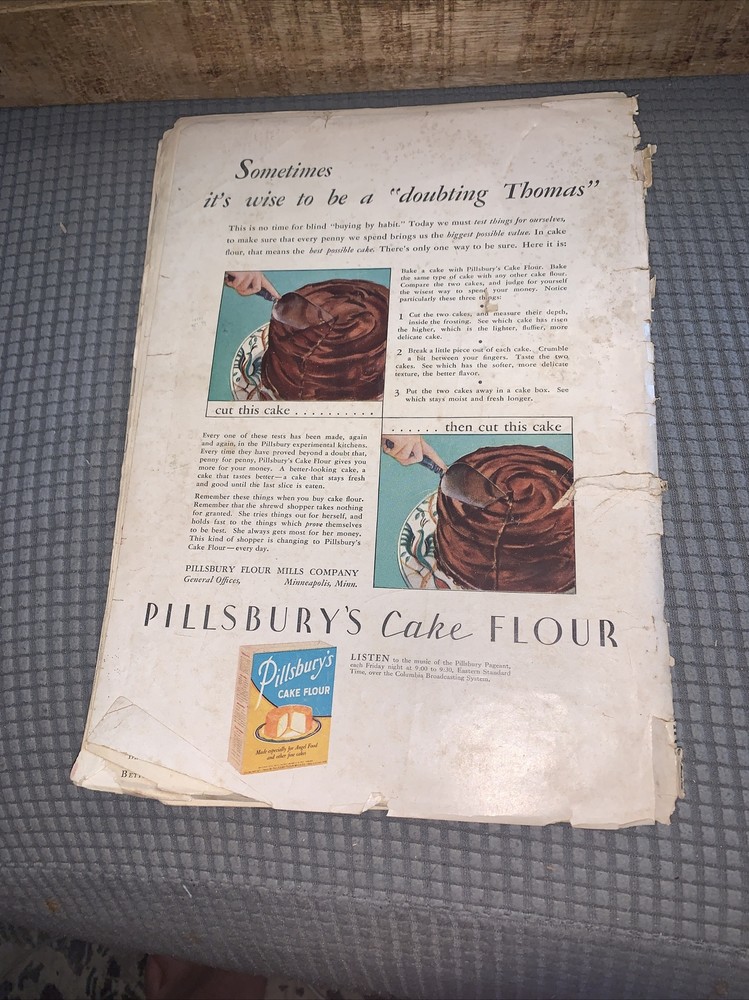 Sometimes
it's wise to be a "doubting Thomas"
This is no time for blind "buying by habit." Today we must test things for ourselves,
to make sure that every penny we spend brings us the biggest possible value. In cake
flour, that means the best possible cake. There's only one way to be sure. Here it is:
Bake a cake with Pillsbury's Cake Flour. Bake
the same type of cake with any other cake flour.
Compare the two cakes, and judge for yourself
the wisest way to spend your money. Notice
particularly these three things:
1 Cut the two cakes, and measure their depth,
inside the frosting. See which cake has risen
the higher, which is the lighter, fluffier, more
delicate cake.
2 Break a little piece out of each cake. Crumble
a bit between your fingers. Taste the two
cakes. See which has the softer, more delicate
texture, the better flavor.
3 Put the two cakes away in a cake box. See
which stays moist and fresh longer.
cut this cake ..........
...... then cut this cake
Every one of these tests has been made, again
and again, in the Pillsbury experimental kitchens.
Every time they have proved beyond a doubt that,
penny for penny, Pillsbury's Cake Flour gives you
more for your money. A better-looking cake, a
cake that tastes better—a cake that stays fresh
and good until the last slice is eaten.
Remember these things when you buy cake flour.
Remember that the shrewd shopper takes nothing
for granted. She tries things out for herself, and
holds fast to the things which prove themselves
to be best. She always gets most for her money.
This kind of shopper is changing to Pillsbury's
Cake Flour—every day.
PILLSBURY FLOUR MILLS COMPANY
General Offices, Minneapolis, Minn.
PILLSBURY'S Cake FLOUR
Pillsbury's
CAKE FLOUR
Made especially for Angel Food
and other fine cakes
LISTEN to the music of the Pillsbury Pageant,
each Friday night at 9:00 to 9:30, Eastern Standard
Time, over the Columbia Broadcasting System.